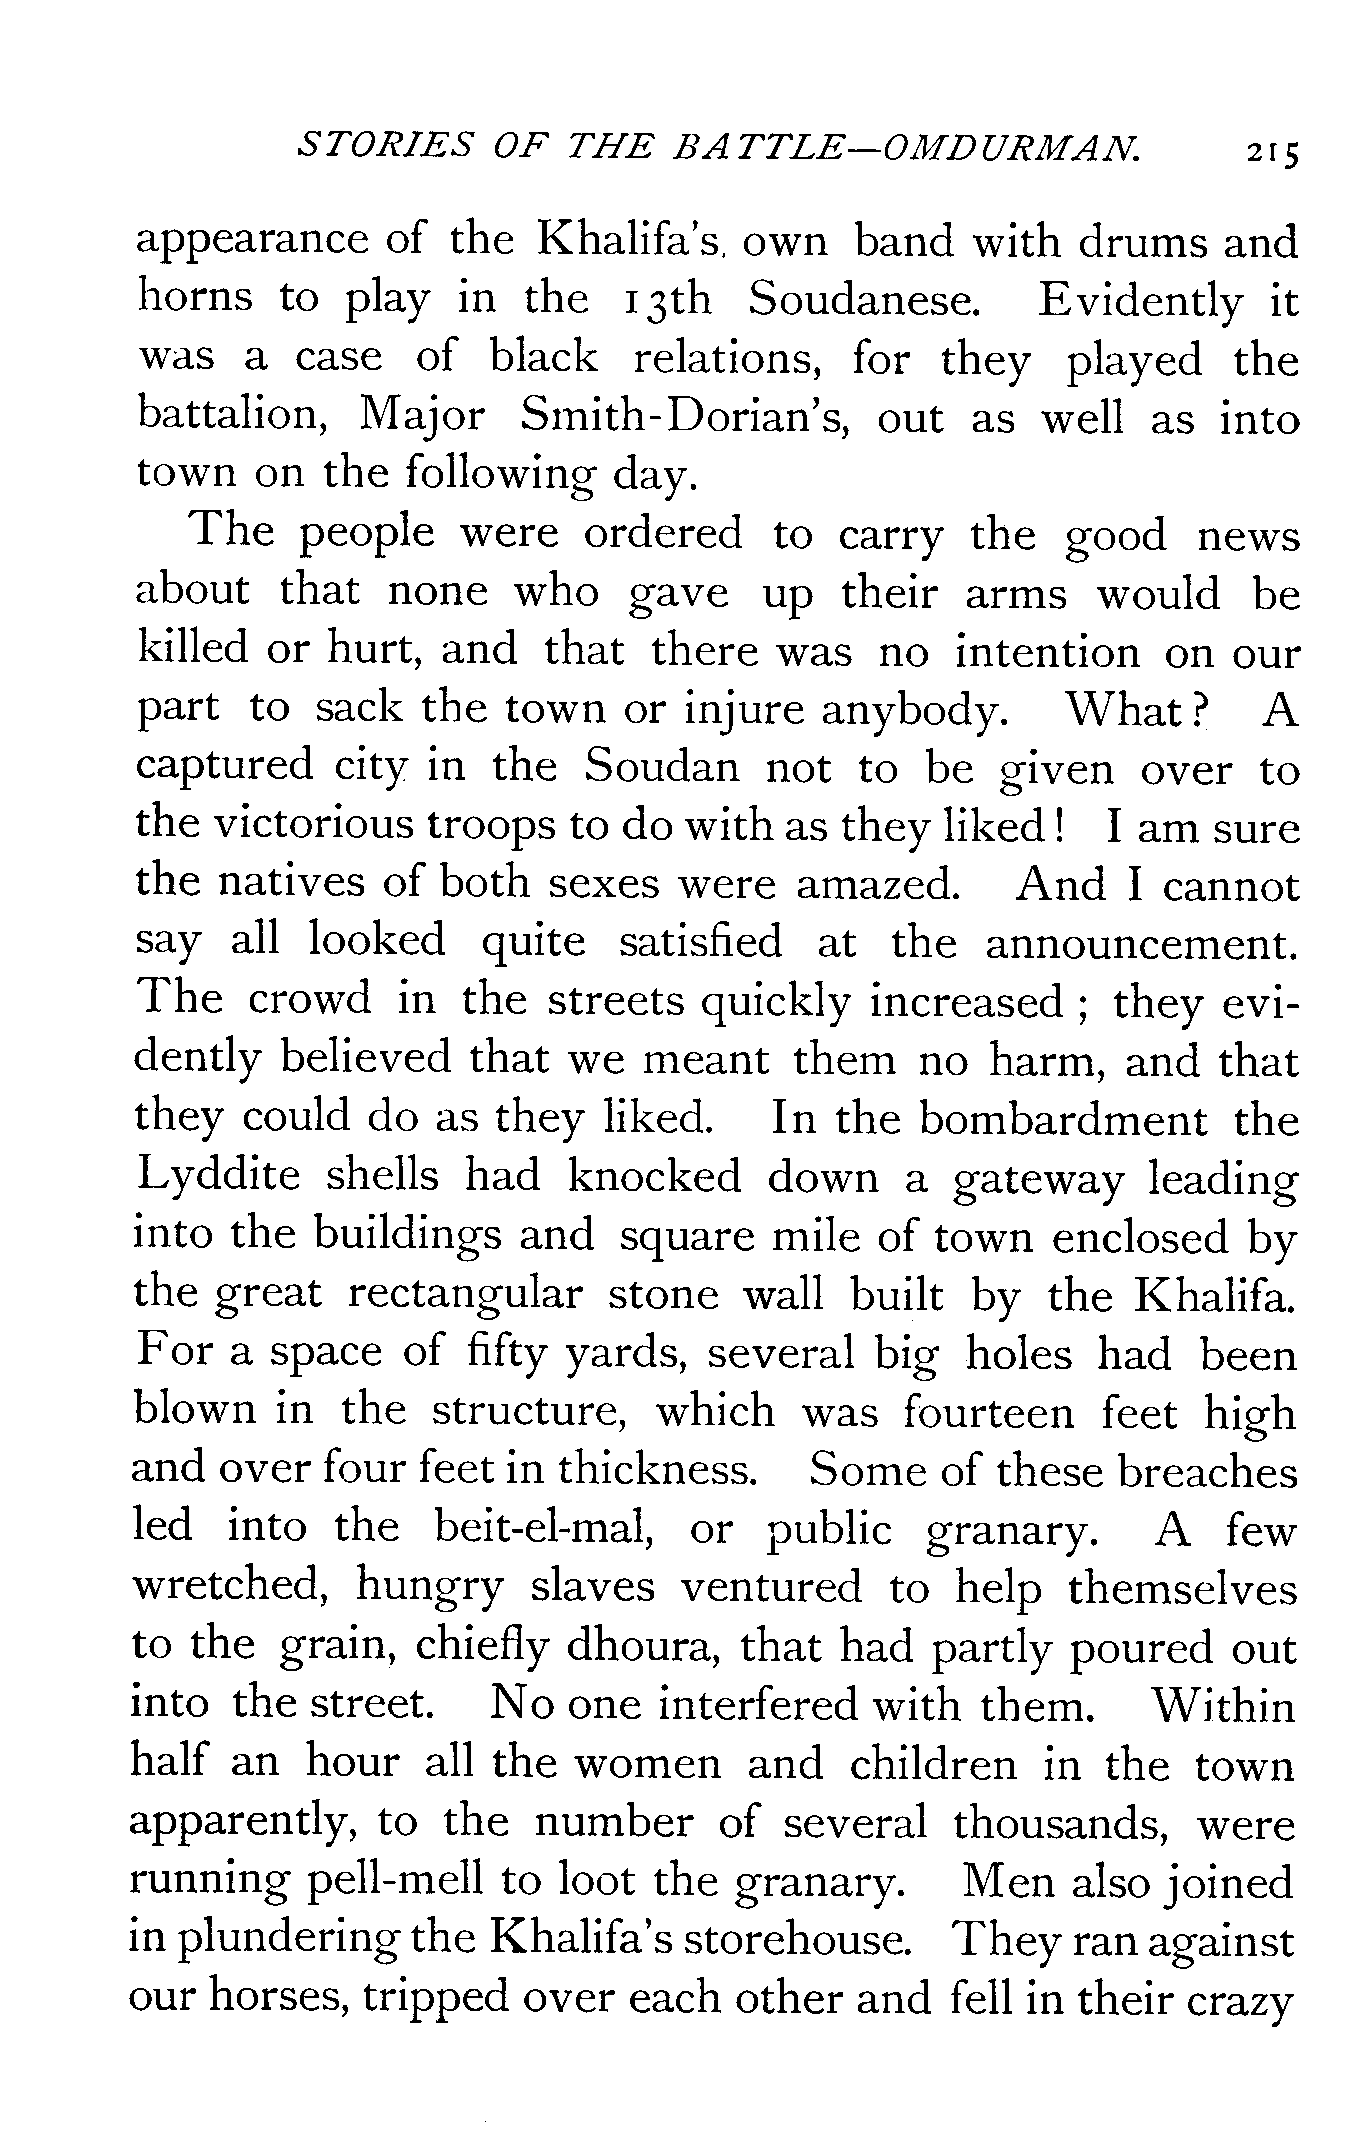 STORIES OF THE BATTLE—OMDURMAN. 215
appearance of the Khalifa's. own band with drums and
horns to play in the 13th Soudanese. Evidently it
was a case of black relations, for they played the
battalion, Major Smith-Dorian's, out as well as into
town on the following day.
The people were ordered to carry the good news
about that none who gave up their arms would be
killed or hurt, and that there was no intention on our
part to sack the town or injure anybody. What? A
captured city in the Soudan not to be given over to
the victorious troops to do with as they liked! I am sure
the natives of both sexes were amazed. And I cannot
say all looked quite satisfied at the announcement.
The crowd in the streets quickly increased; they evi-
dently believed that we meant them no harm, and that
they could do as they liked. In the bombardment the
Lyddite shells had knocked down a gateway leading
into the buildings and square mile of town enclosed by
the great rectangular stone wall built by the Khalifa.
For a space of fifty yards, several big holes had been
blown in the structure, which was fourteen feet high
and over four feet in thickness. Some of these breaches
led into the beit-el-mal, or public granary. A few
wretched, hungry slaves ventured to help themselves
to the grain, chiefly dhoura, that had partly poured out
into the street. No one interfered with them. Within
half an hour all the women and children in the town
apparently, to the number of several thousands, were
running pell-mell to loot the granary. Men also joined
in plundering the Khalifa's storehouse. They ran against
our horses, tripped over each other and fell in their crazy